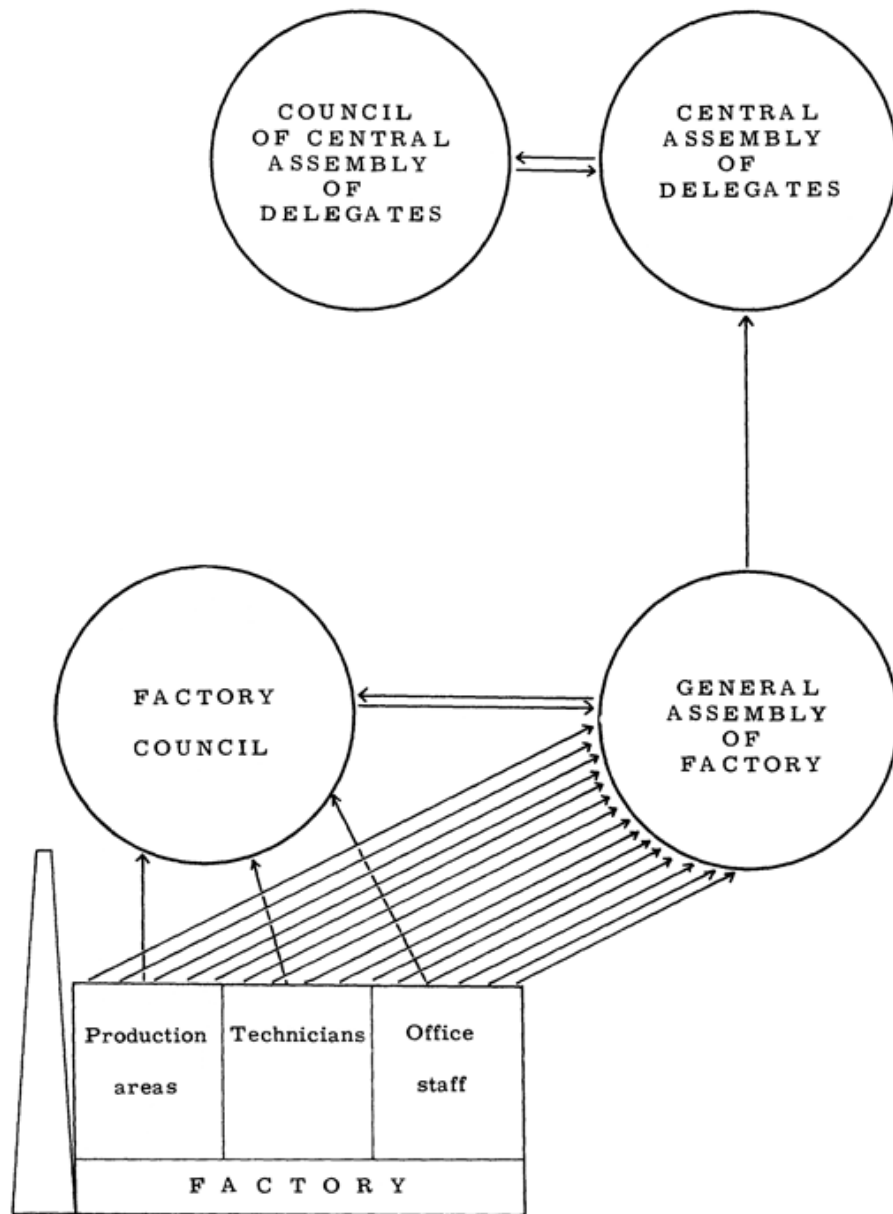 COUNCIL
OF CENTRAL
ASSEMBLY
OF
DELEGATES
CENTRAL
ASSEMBLY
OF
DELEGATES
FACTORY
COUNCIL
GENERAL
ASSEMBLY
OF
FACTORY
Production
areas
Technicians
Office
staff
FACTORY